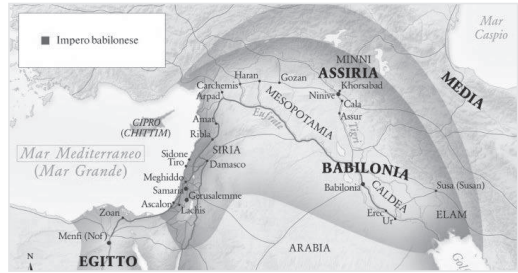 Impero babilonese
Mar
Caspio
MINNI
ASSIRIA
MEDIA
Haran
Gozan
Khorsabad
Carchemis
Ninive
Arpad
Cala
MESOPOTAMIA
Assur
CIPRO
(CHITTIM)
Amat
Eufrate
Tigri
Ribla
Mar Mediterraneo
(Mar Grande)
Sidone
SIRIA
Tiro
Damasco
BABILONIA
Meghiddo
Samaria
Babilonia
CALDEA
Susa (Susan)
Gerusalemme
Ascalon
Lachis
Zoan
Erec
Ur
ELAM
Menfi (Nof)
ARABIA
EGITTO
N